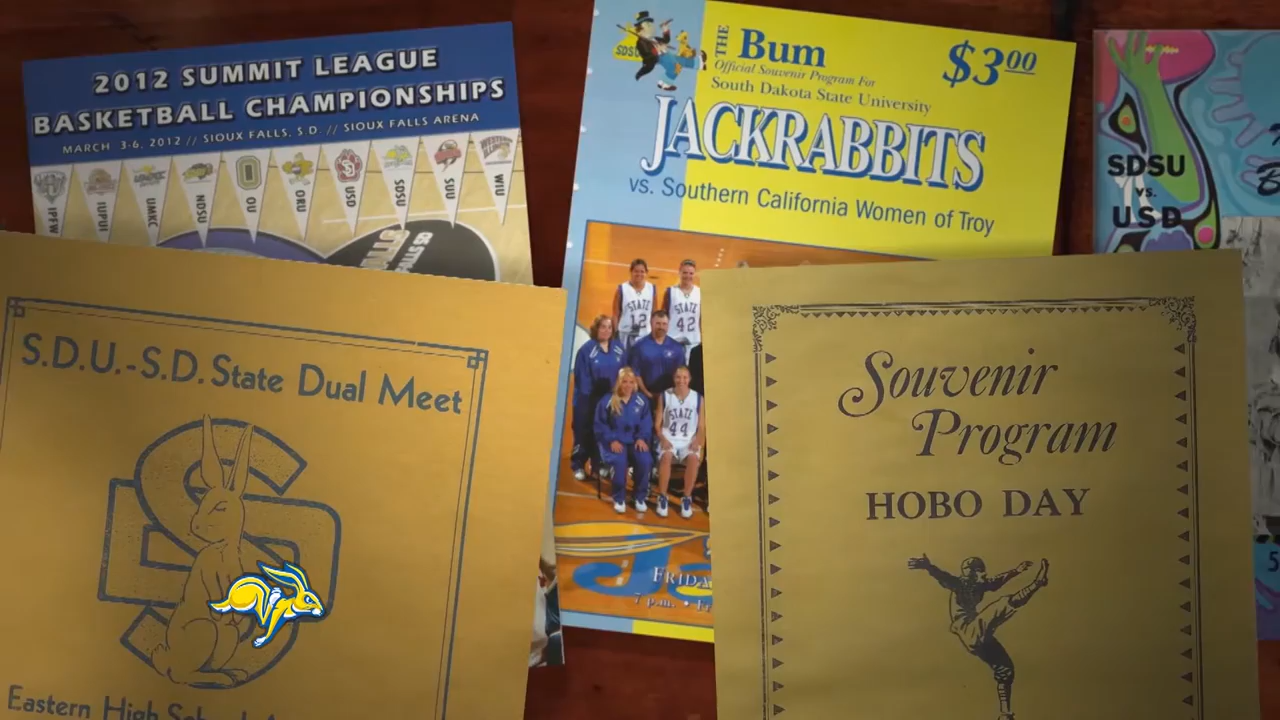 2012 SUMMIT LEAGUE
BASKETBALL CHAMPIONSHIPS
MARCH 3-6, 2012 // SIOUX FALLS, S.D. // SIOUX FALLS ARENA
IPFW
IUPUI
UMKC
NDSU
OU
ORU
USD
SDSU
SUU
WIU
SDSU
THE Bum
$3.00
Official Souvenir Program For
South Dakota State University
JACKRABBITS
vs. Southern California Women of Troy
STATE
12
STATE
42
STATE
44
7 p.m.
SDSU
vs.
USD
S.D.U.-S.D. State Dual Meet
SD
Eastern High
Souvenir
Program
HOBO DAY